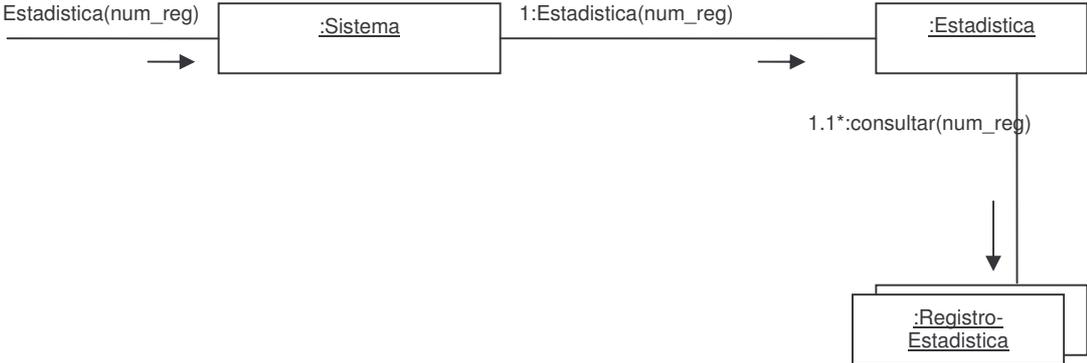 Estadistica(num_reg)
:Sistema
1:Estadistica(num_reg)
:Estadistica
1.1*:consultar(num_reg)
:Registro-
Estadistica